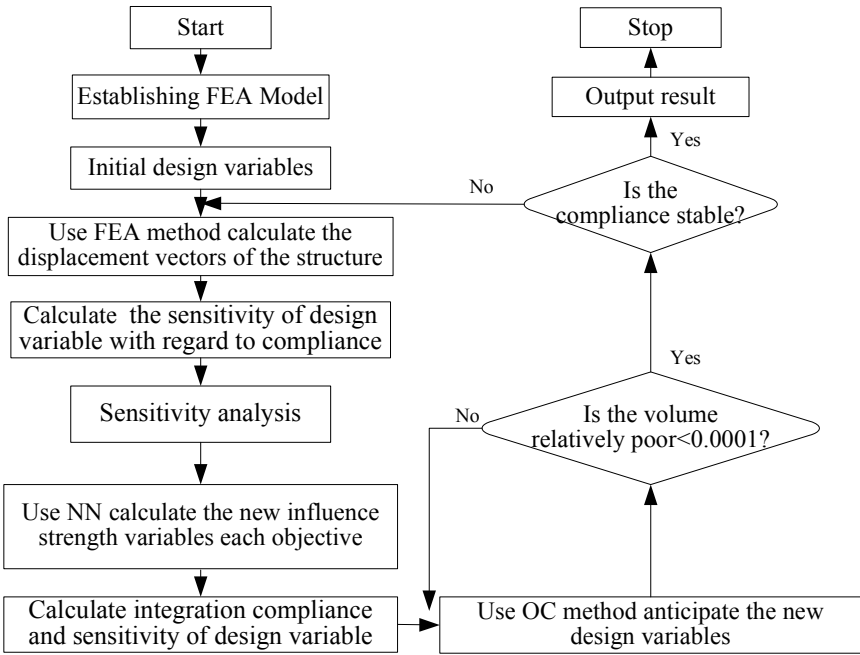 Start
Establishing FEA Model
Initial design variables
Use FEA method calculate the
displacement vectors of the structure
Calculate the sensitivity of design
variable with regard to compliance
Sensitivity analysis
Use NN calculate the new influence
strength variables each objective
Calculate integration compliance
and sensitivity of design variable
Use OC method anticipate the new
design variables
No
Is the volume
relatively poor<0.0001?
Yes
No
Is the
compliance stable?
Yes
Output result
Stop